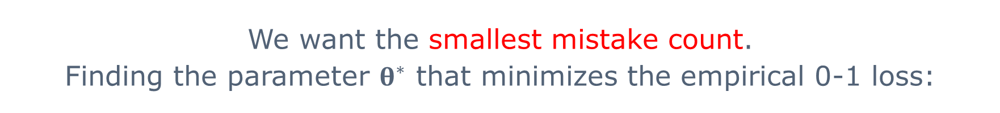 We want the smallest mistake count.
Finding the parameter θ* that minimizes the empirical 0-1 loss: